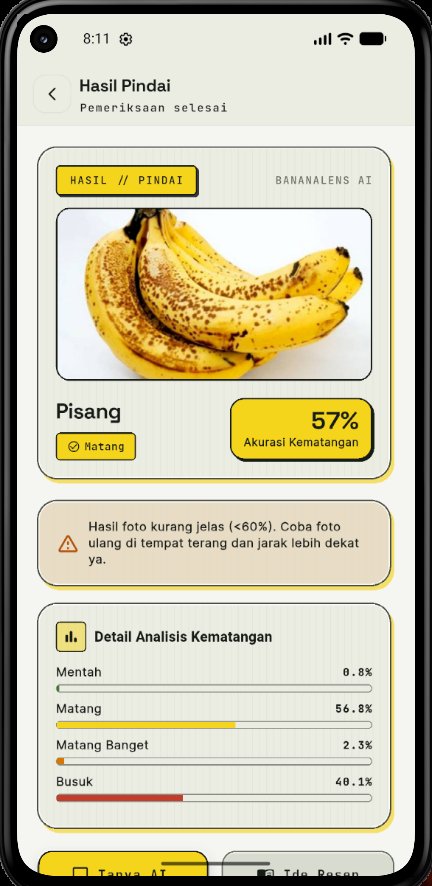 8:11
Hasil Pindai
Pemeriksaan selesai
HASIL // PINDAI
BANANALENS AI
Pisang
57%
Akurasi Kematangan
Matang
Hasil foto kurang jelas (<60%). Coba foto
ulang di tempat terang dan jarak lebih dekat
ya.
Detail Analisis Kematangan
Mentah 0.8%
Matang 56.8%
Matang Banget 2.3%
Busuk 40.1%
Tanya AI
Ide Resep